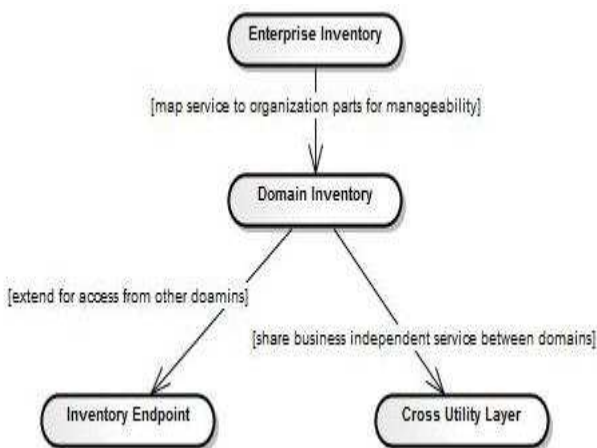 Enterprise Inventory
[map service to organization parts for manageability]
Domain Inventory
[extend for access from other doamins]
[share business independent service between domains]
Inventory Endpoint
Cross Utility Layer